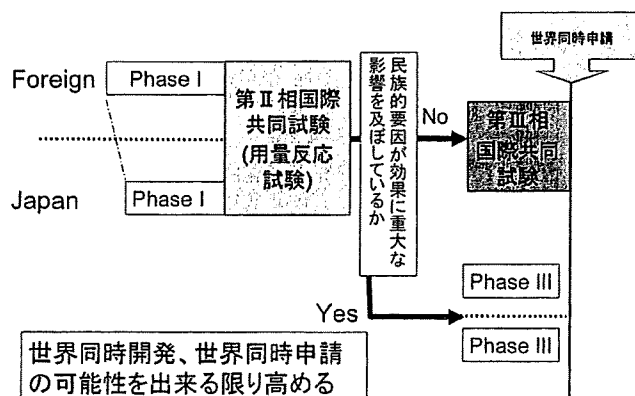 世界同時申請
Foreign
Phase I
第Ⅱ相国際
共同試験
(用量反応
試験)
Japan
Phase I
民族的要因が効果に重大な
影響を及ぼしているか
No
第Ⅲ相
国際共同
試験
Yes
Phase III
Phase III
世界同時開発、世界同時申請
の可能性を出来る限り高める